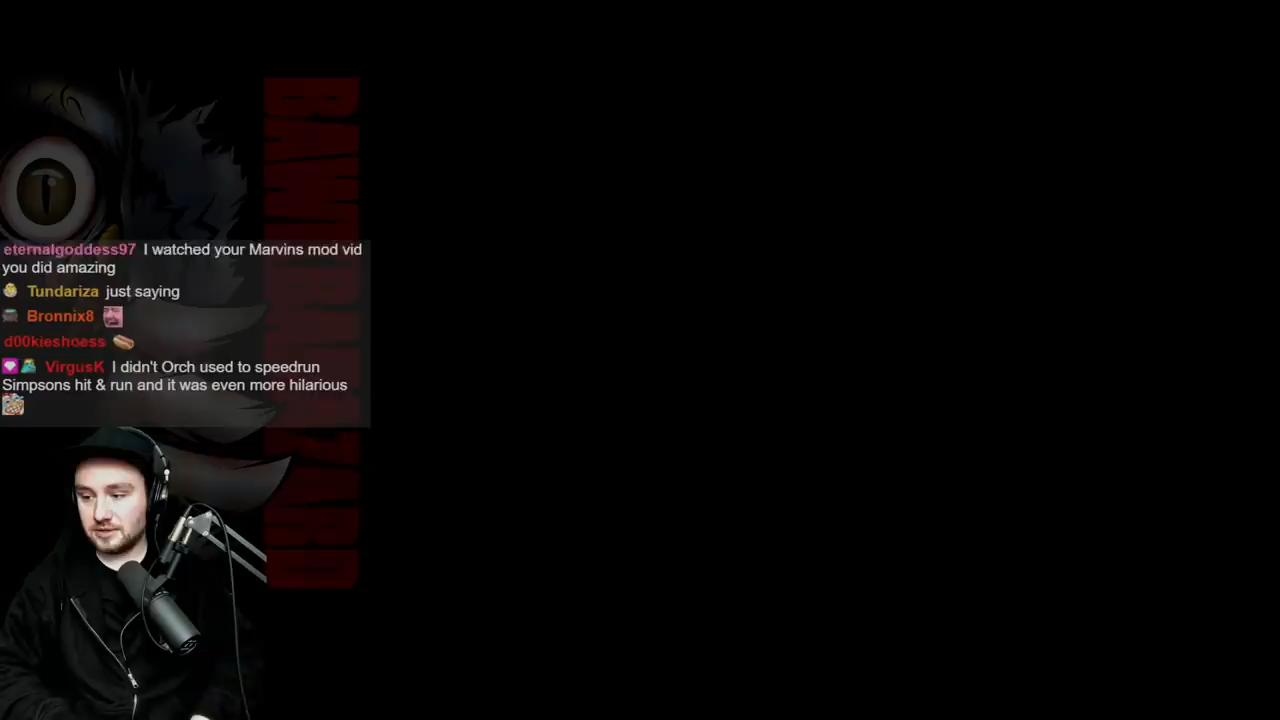 eternalgoddess97 I watched your Marvins mod vid
you did amazing
Tundariza just saying
Bronnix8
d00kieshoess
VirgusK I didn't Orch used to speedrun
Simpsons hit & run and it was even more hilarious